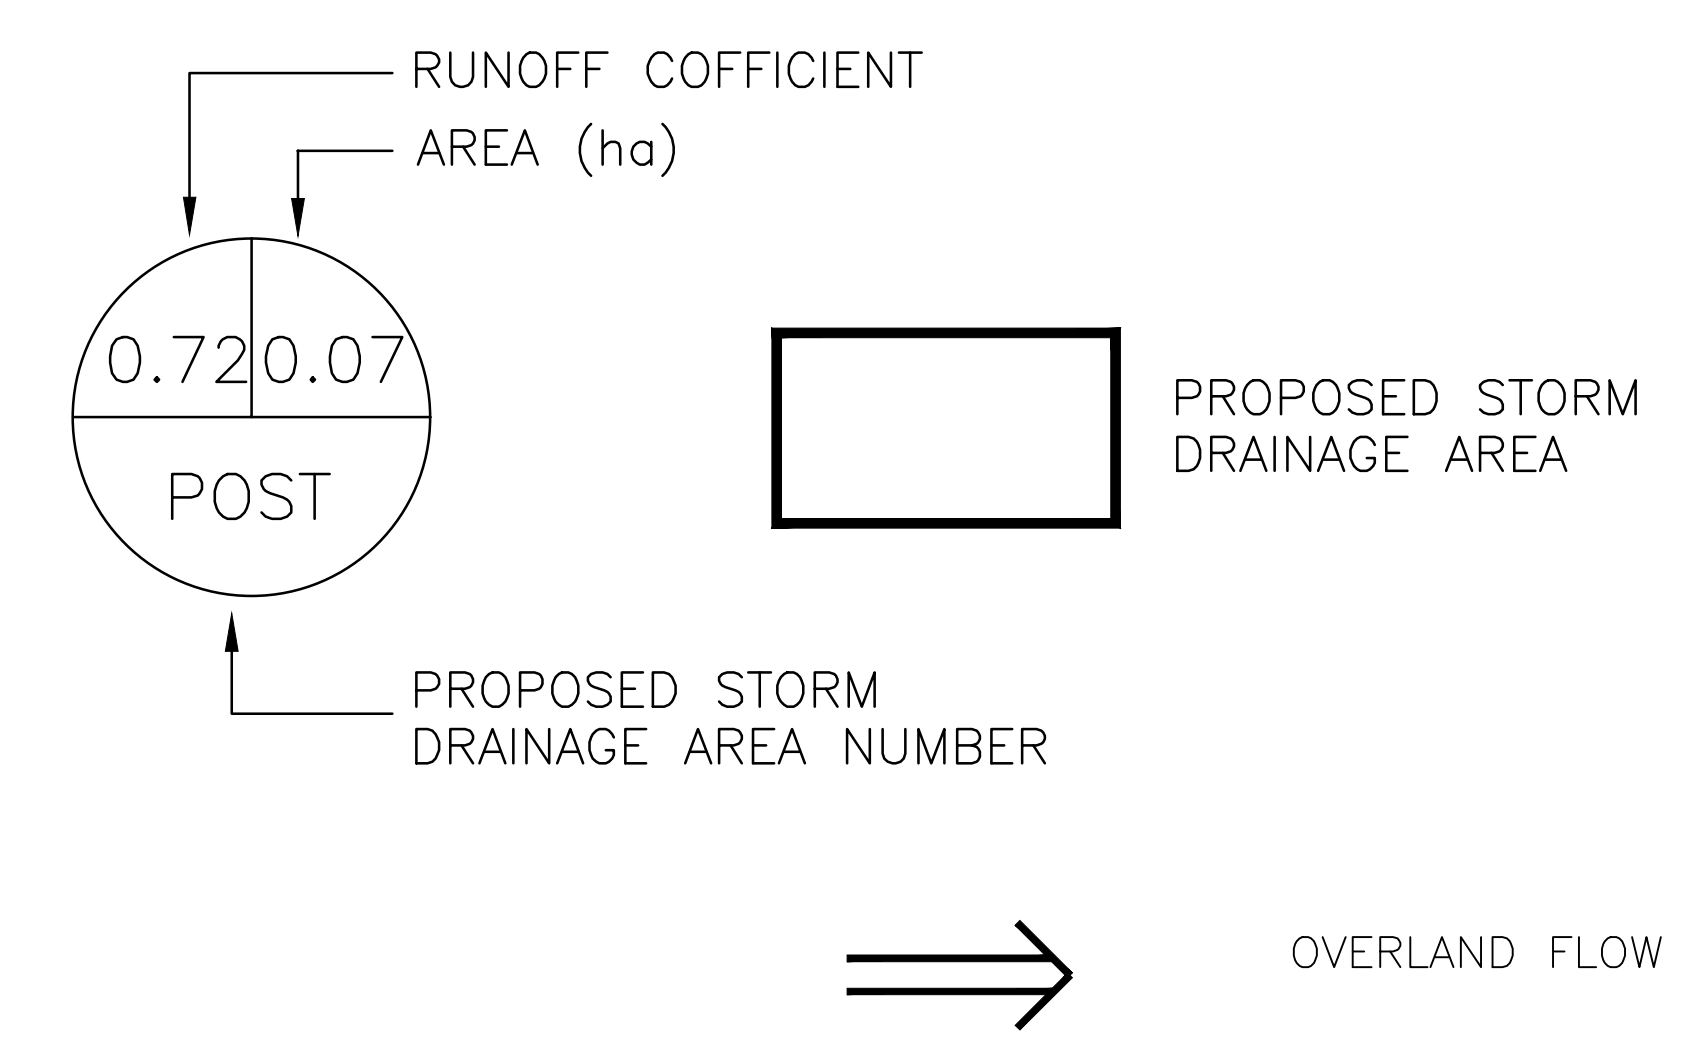 RUNOFF COFFICIENT
AREA (ha)
0.72 0.07
POST
PROPOSED STORM
DRAINAGE AREA NUMBER
PROPOSED STORM
DRAINAGE AREA
OVERLAND FLOW